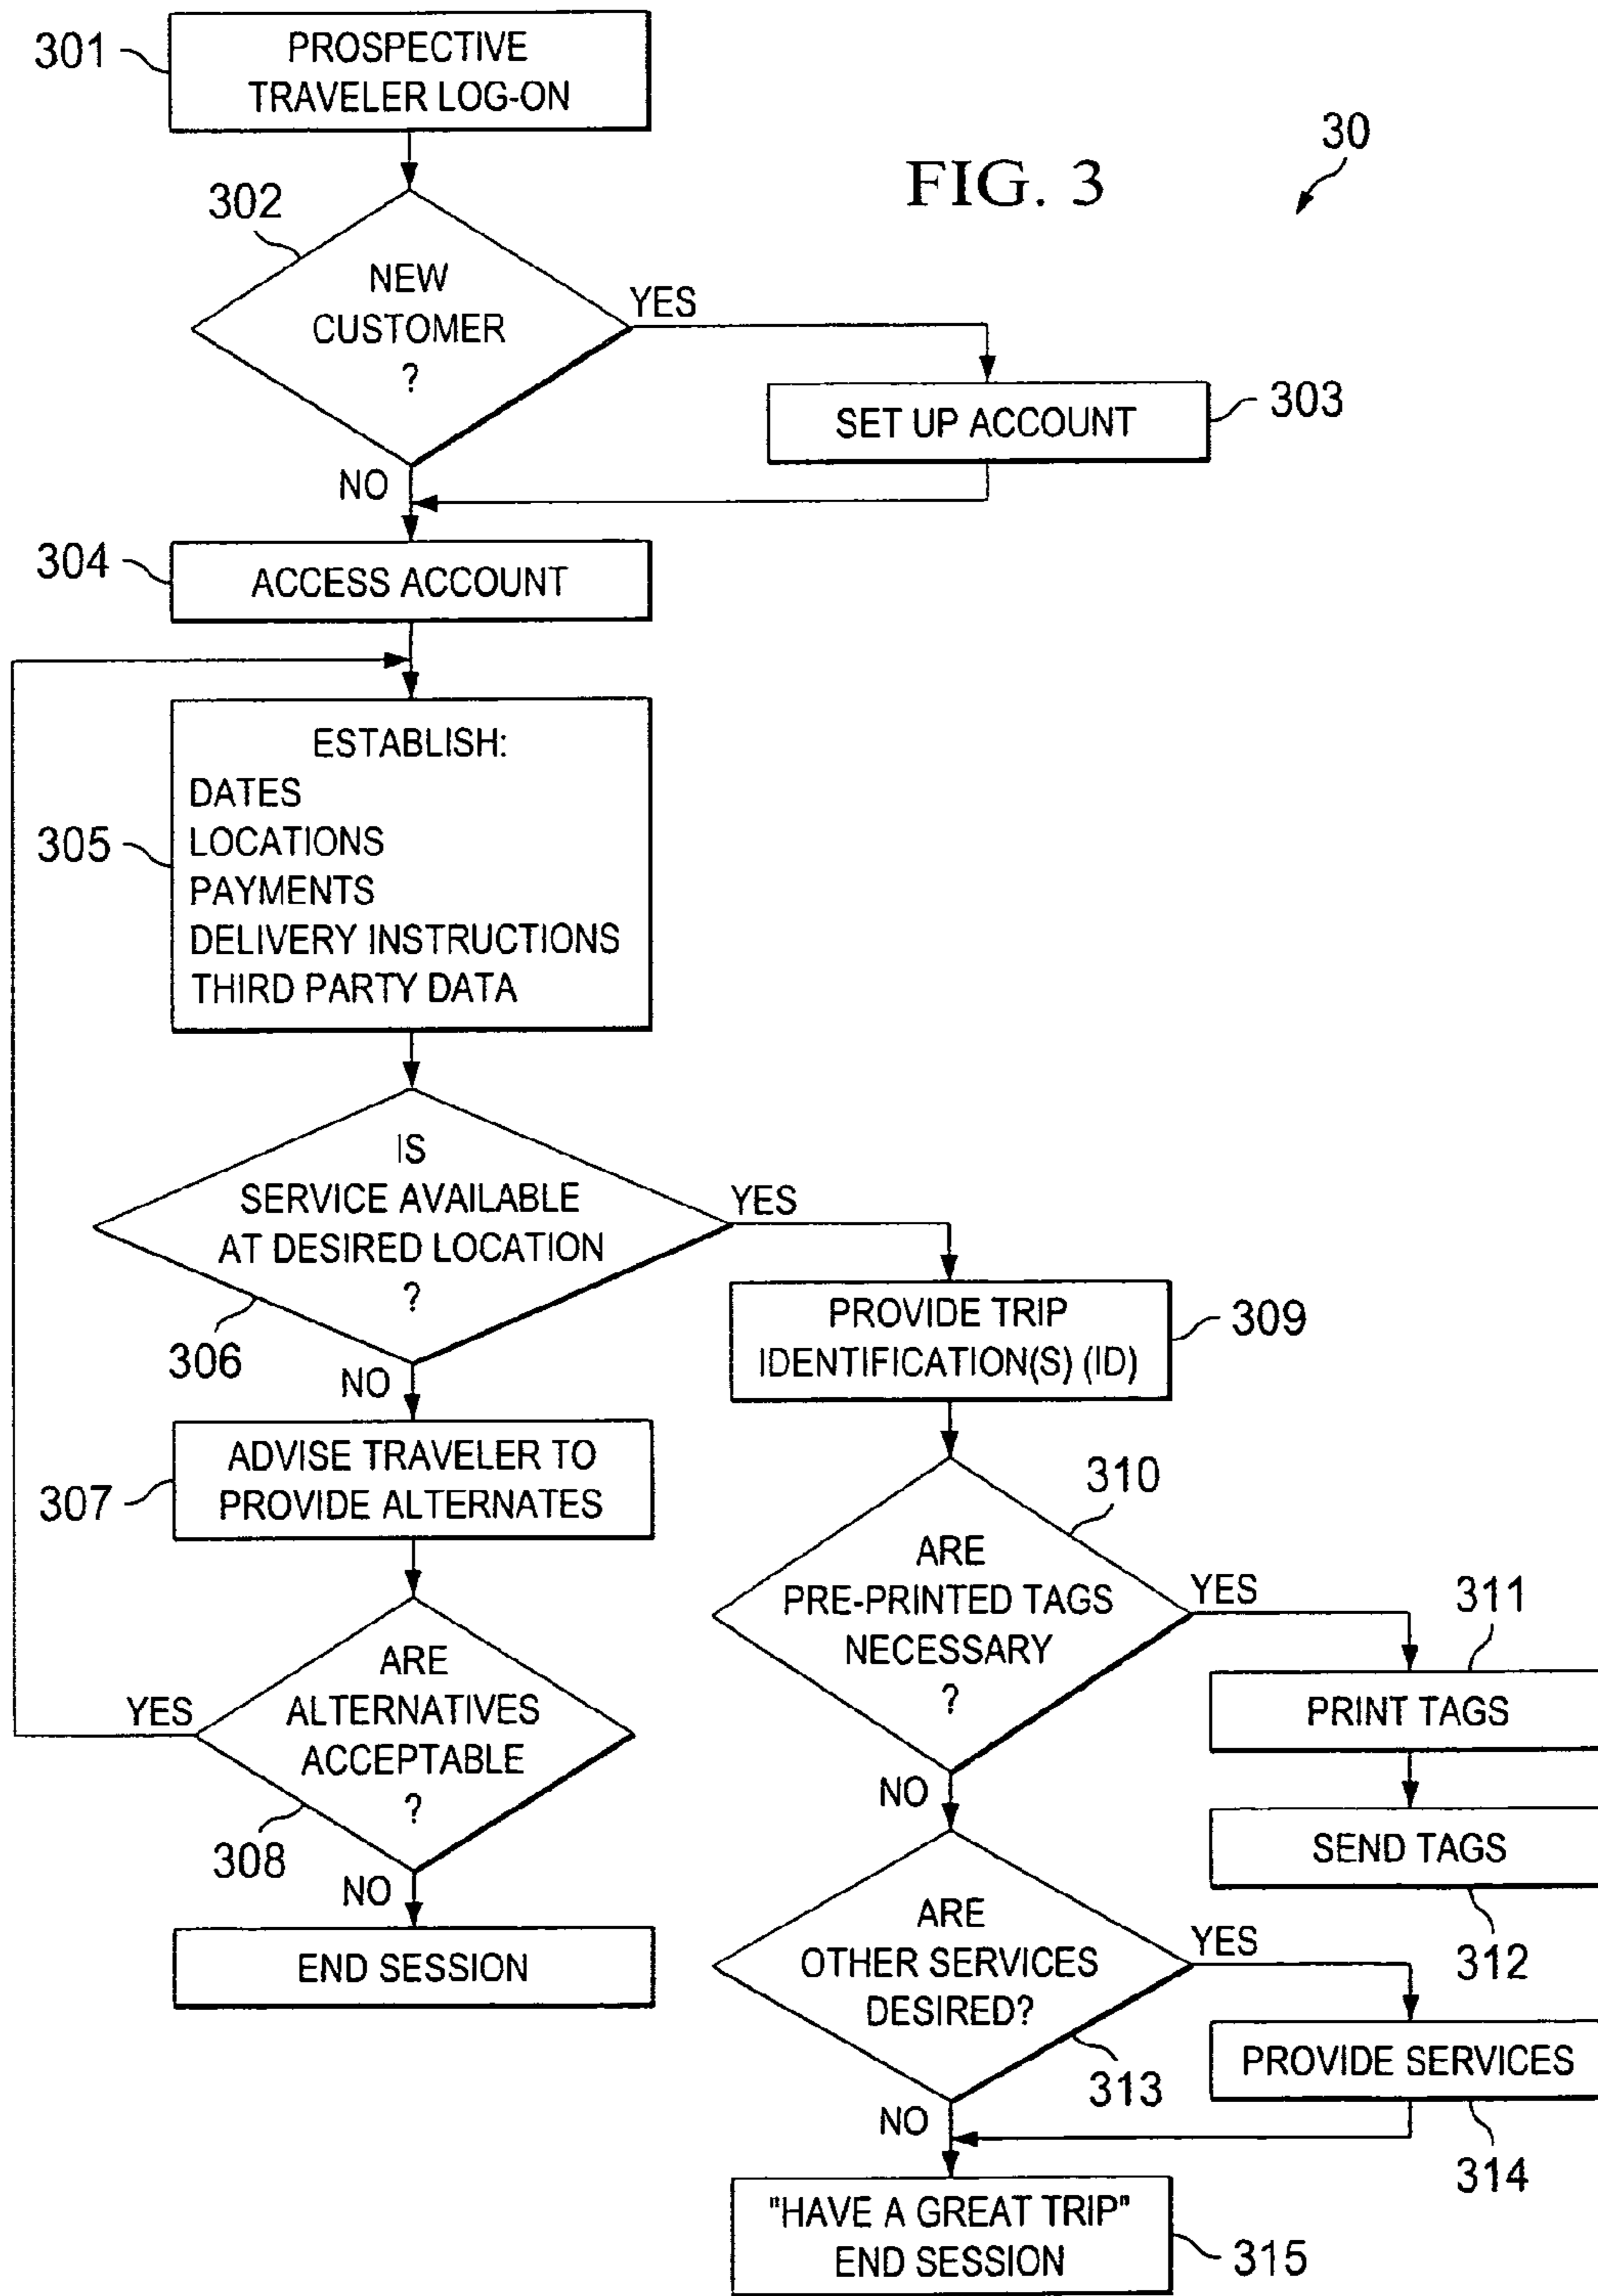 301
PROSPECTIVE
TRAVELER LOG-ON
FIG. 3
30
302
NEW
CUSTOMER
?
YES
NO
SET UP ACCOUNT
303
304
ACCESS ACCOUNT
305
ESTABLISH:
DATES
LOCATIONS
PAYMENTS
DELIVERY INSTRUCTIONS
THIRD PARTY DATA
IS
SERVICE AVAILABLE
AT DESIRED LOCATION
?
306
YES
NO
307
ADVISE TRAVELER TO
PROVIDE ALTERNATES
ARE
ALTERNATIVES
ACCEPTABLE
?
YES
308
NO
END SESSION
PROVIDE TRIP
IDENTIFICATION(S) (ID)
309
310
ARE
PRE-PRINTED TAGS
NECESSARY
?
YES
NO
311
PRINT TAGS
SEND TAGS
312
ARE
OTHER SERVICES
DESIRED?
313
YES
NO
PROVIDE SERVICES
314
"HAVE A GREAT TRIP"
END SESSION
315